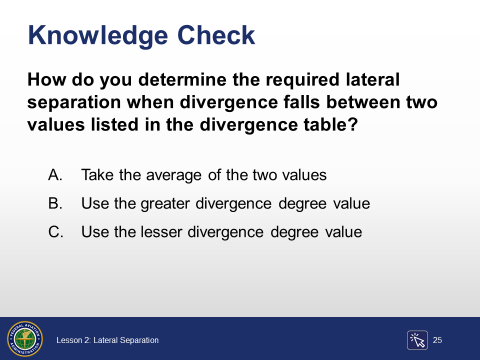 Knowledge Check
How do you determine the required lateral
separation when divergence falls between two
values listed in the divergence table?
A. Take the average of the two values
B. Use the greater divergence degree value
C. Use the lesser divergence degree value
Lesson 2: Lateral Separation
25